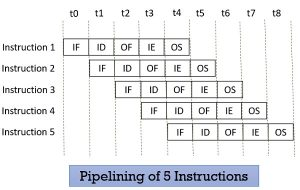 t0 t1 t2 t3 t4 t5 t6 t7 t8
Instruction 1 IF ID OF IE OS
Instruction 2 IF ID OF IE OS
Instruction 3 IF ID OF IE OS
Instruction 4 IF ID OF IE OS
Instruction 5 IF ID OF IE OS
Pipelining of 5 Instructions